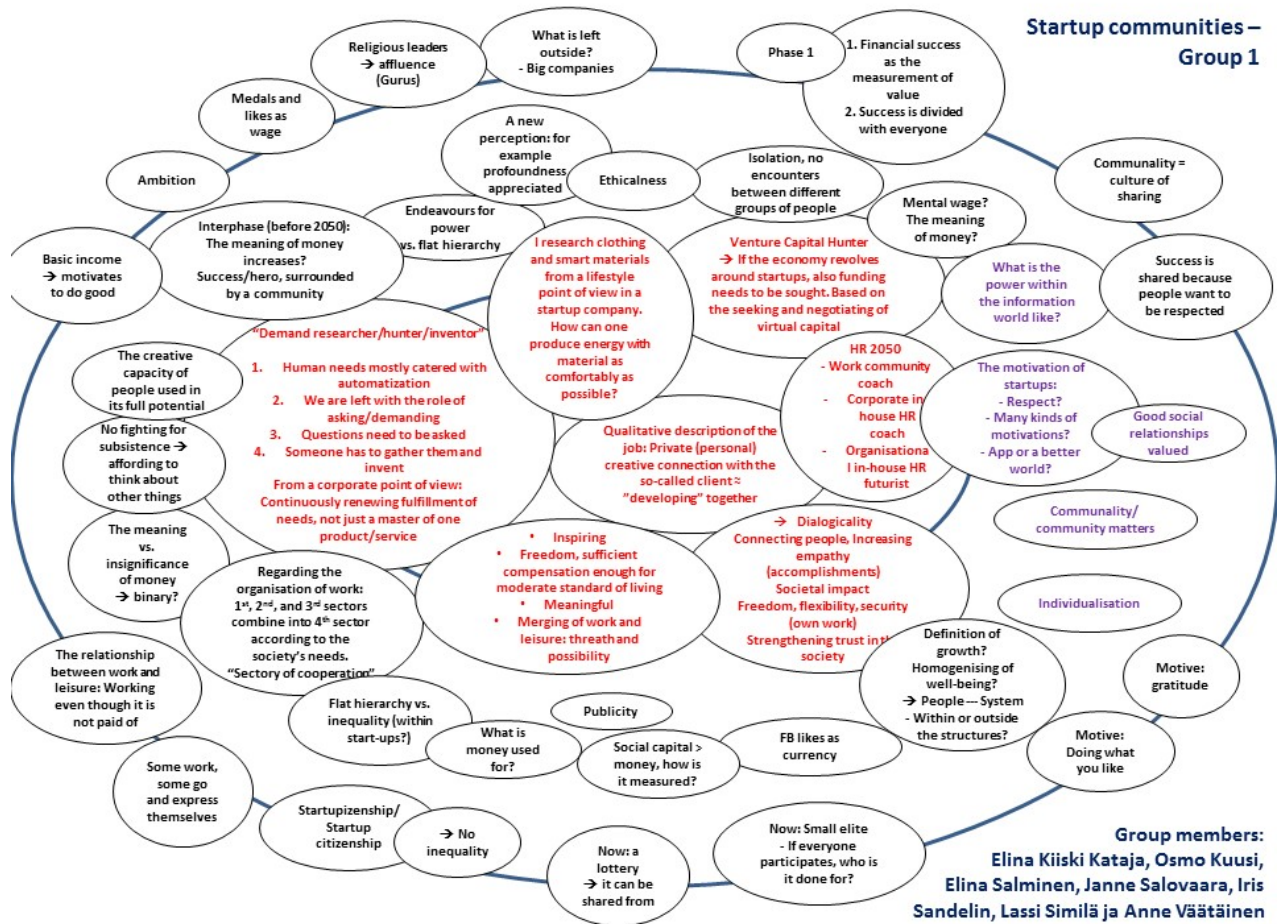 Startup communities –
Group 1
Religious leaders
→ affluence
(Gurus)
What is left
outside?
- Big companies
Phase 1
1. Financial success
as the
measurement of
value
2. Success is divided
with everyone
Medals and
likes as
wage
A new
perception: for
example
profoundness
appreciated
Ethicalness
Isolation, no
encounters
between different
groups of people
Communality =
culture of
sharing
Ambition
Endeavours for
power
vs. flat hierarchy
Mental wage?
The meaning
of money?
Interphase (before 2050):
The meaning of money
increases?
Success/hero, surrounded
by a community
Basic income
→ motivates
to do good
I research clothing
and smart materials
from a lifestyle
point of view in a
startup company.
How can one
produce energy with
material as
comfortably as
possible?
Venture Capital Hunter
→ If the economy revolves
around startups, also funding
needs to be sought. Based on
the seeking and negotiating of
virtual capital
What is the
power within
the information
world like?
Success is
shared because
people want to
be respected
“Demand researcher/hunter/inventor”
1. Human needs mostly catered with
automatization
2. We are left with the role of
asking/demanding
3. Questions need to be asked
4. Someone has to gather them and
invent
From a corporate point of view:
Continuously renewing fulfillment of
needs, not just a master of one
product/service
HR 2050
- Work community
coach
- Corporate in
house HR
coach
- Organisationa
l in-house HR
futurist
The motivation of
startups:
- Respect?
- Many kinds of
motivations?
- App or a better
world?
Good social
relationships
valued
The creative
capacity of
people used in
its full potential
No fighting for
subsistence →
affording to
think about
other things
Qualitative description of the
job: Private (personal)
creative connection with the
so-called client ≈
”developing” together
Communality/
community matters
The meaning
vs.
insignificance
of money
→ binary?
• Inspiring
• Freedom, sufficient
compensation enough for
moderate standard of living
• Meaningful
• Merging of work and
leisure: threath and
possibility
→ Dialogicality
Connecting people, Increasing
empathy
(accomplishments)
Societal impact
Freedom, flexibility, security
(own work)
Strengthening trust in th
society
Individualisation
Regarding the
organisation of work:
1st, 2nd, and 3rd sectors
combine into 4th sector
according to the
society’s needs.
“Sectory of cooperation”
The relationship
between work and
leisure: Working
even though it is
not paid of
Definition of
growth?
Homogenising of
well-being?
→ People --- System
- Within or outside
the structures?
Motive:
gratitude
Flat hierarchy vs.
inequality (within
start-ups?)
Publicity
What is
money used
for?
Social capital >
money, how is
it measured?
FB likes as
currency
Motive:
Doing what
you like
Some work,
some go
and express
themselves
Startupizenship/
Startup
citizenship
→ No
inequality
Now: a
lottery
→ it can be
shared from
Now: Small elite
- If everyone
participates, who is
it done for?
Group members:
Elina Kiiski Kataja, Osmo Kuusi,
Elina Salminen, Janne Salovaara, Iris
Sandelin, Lassi Similä ja Anne Väätäinen